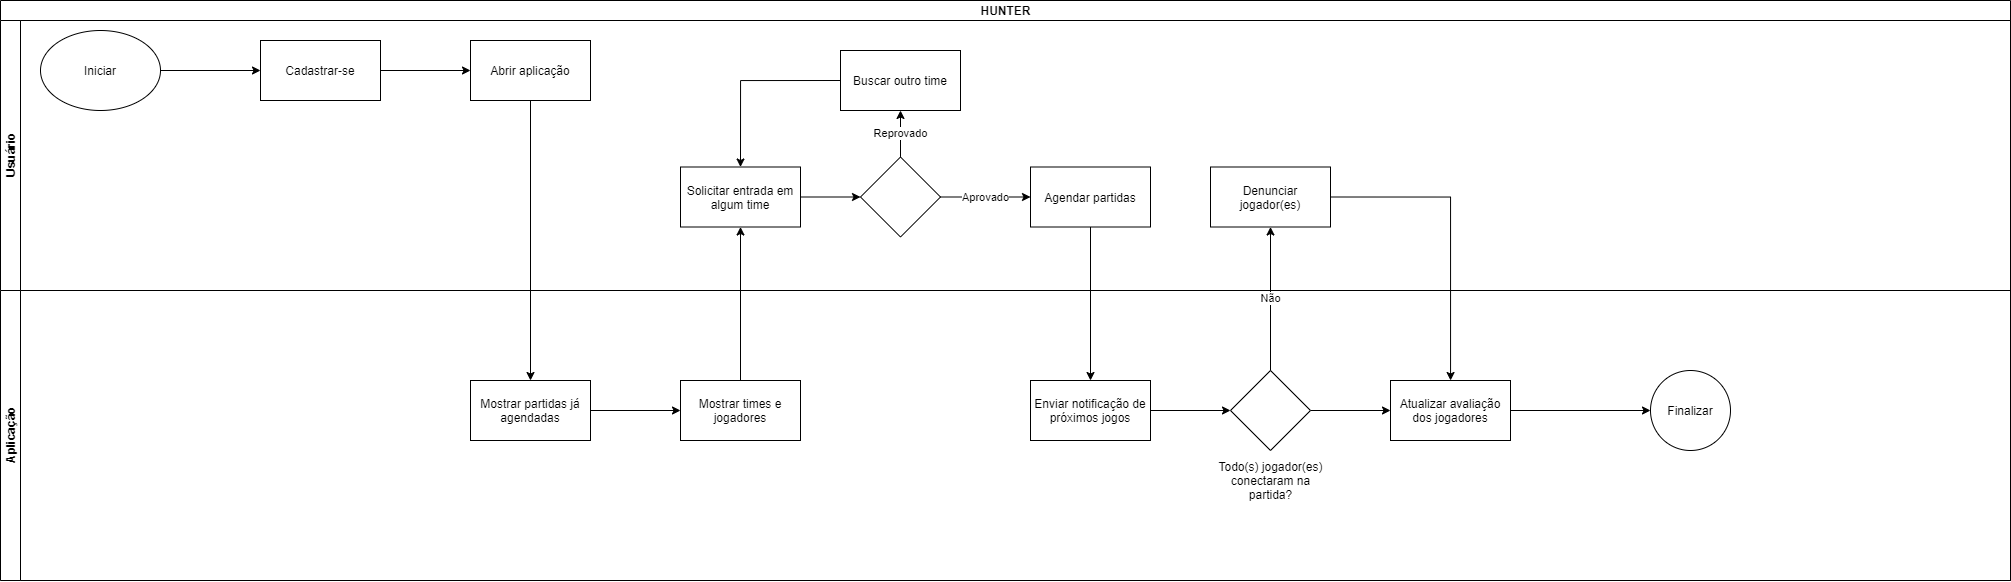 HUNTER
Usuário
Iniciar
Cadastrar-se
Abrir aplicação
Buscar outro time
Reprovado
Solicitar entrada em
algum time
Aprovado
Agendar partidas
Denunciar
jogador(es)
Não
Aplicação
Mostrar partidas já
agendadas
Mostrar times e
jogadores
Enviar notificação de
próximos jogos
Todo(s) jogador(es)
conectaram na
partida?
Atualizar avaliação
dos jogadores
Finalizar